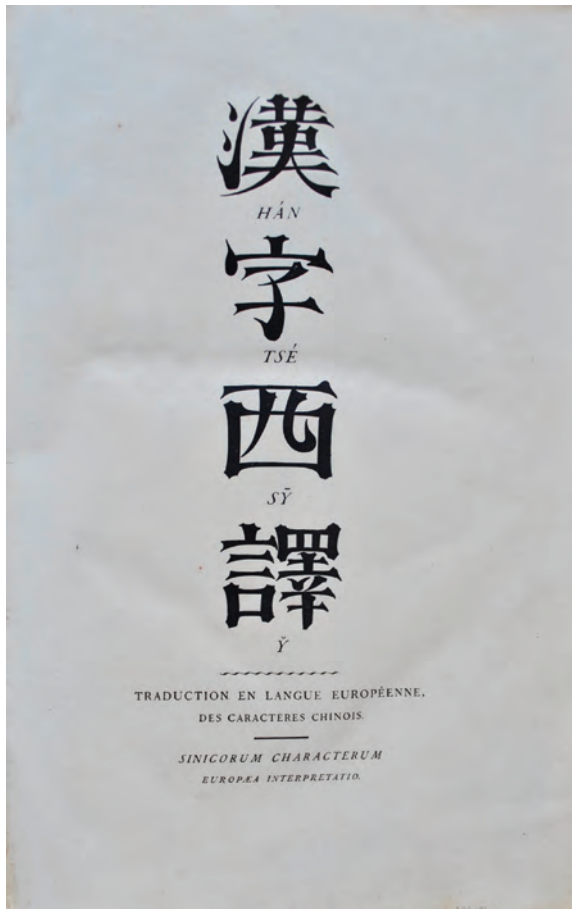 漢
HÁN
字
TSÉ
西
SȲ
譯
Y̌
TRADUCTION EN LANGUE EUROPÉENNE,
DES CARACTERES CHINOIS.
SINICORUM CHARACTERUM
EUROPÆA INTERPRETATIO.